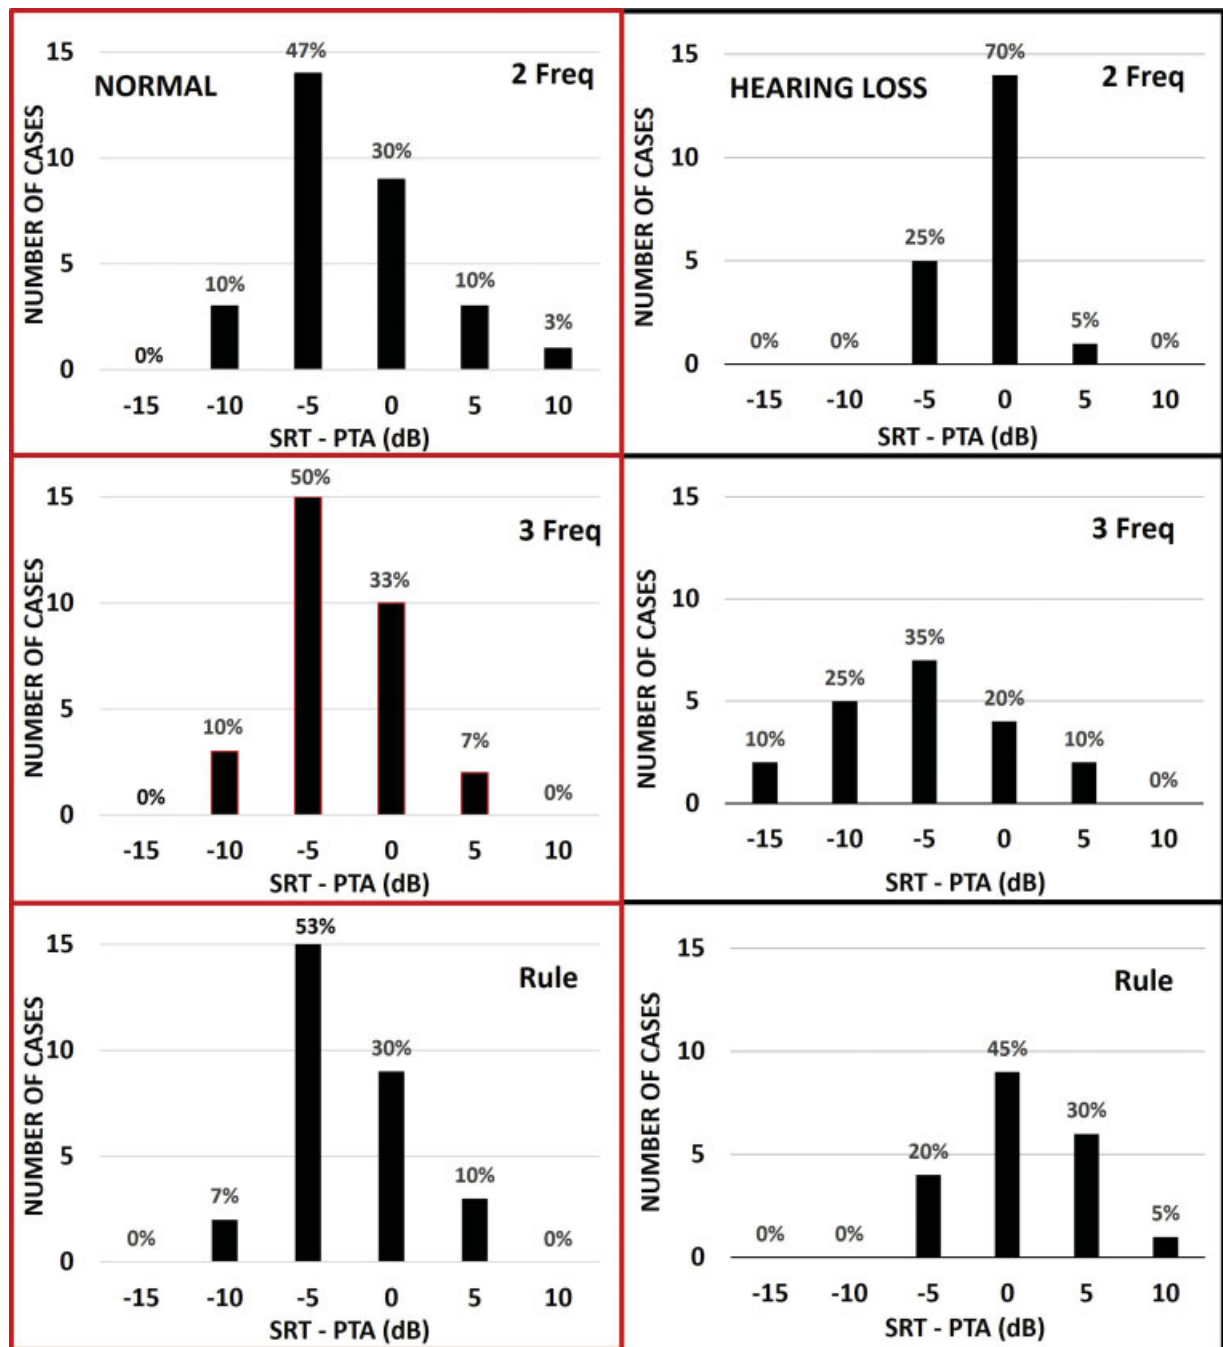 NORMAL
2 Freq
NUMBER OF CASES
15
10
5
0
0%
10%
47%
30%
10%
3%
-15 -10 -5 0 5 10
SRT - PTA (dB)
HEARING LOSS
2 Freq
NUMBER OF CASES
15
10
5
0
0%
0%
25%
70%
5%
0%
-15 -10 -5 0 5 10
SRT - PTA (dB)
3 Freq
NUMBER OF CASES
15
10
5
0
0%
10%
50%
33%
7%
0%
-15 -10 -5 0 5 10
SRT - PTA (dB)
3 Freq
NUMBER OF CASES
15
10
5
0
10%
25%
35%
20%
10%
0%
-15 -10 -5 0 5 10
SRT - PTA (dB)
Rule
NUMBER OF CASES
15
10
5
0
0%
7%
53%
30%
10%
0%
-15 -10 -5 0 5 10
SRT - PTA (dB)
Rule
NUMBER OF CASES
15
10
5
0
0%
0%
20%
45%
30%
5%
-15 -10 -5 0 5 10
SRT - PTA (dB)